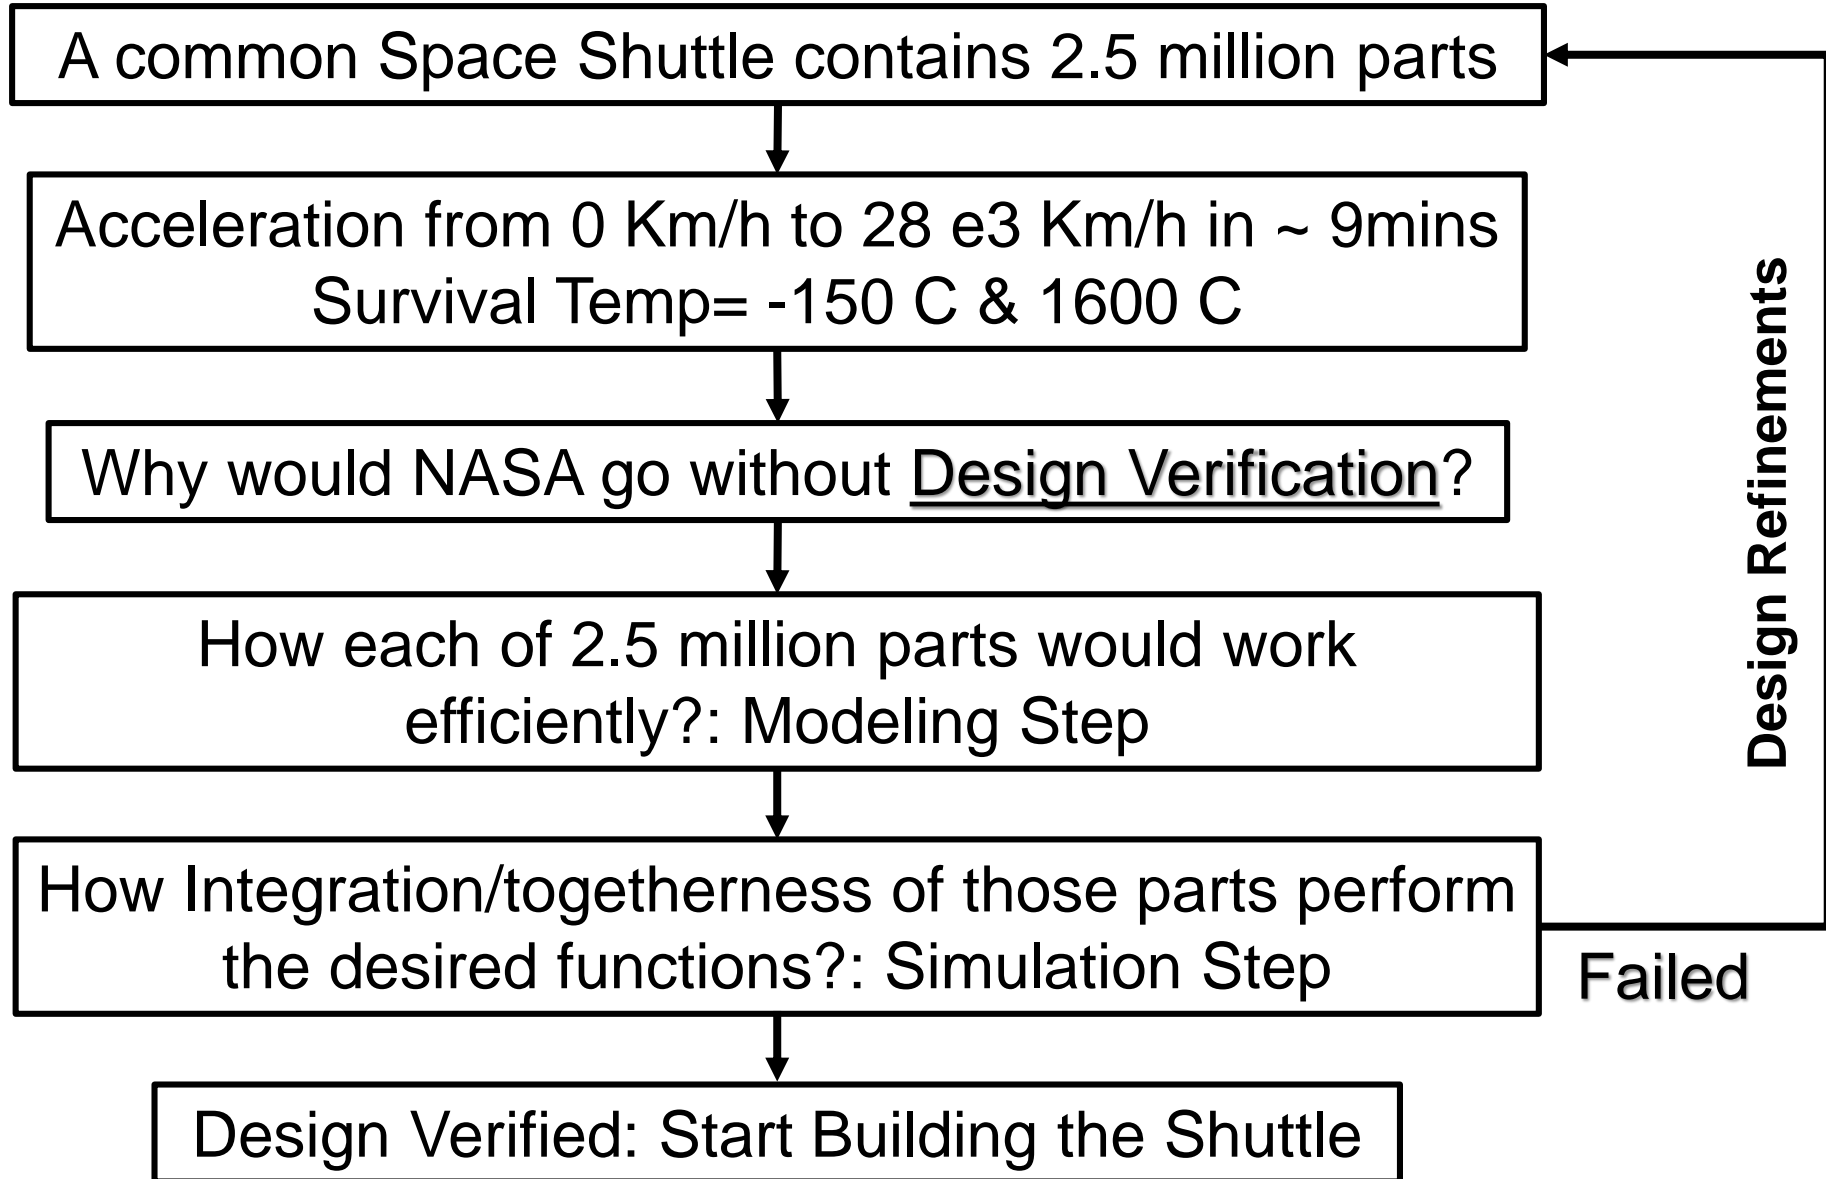 A common Space Shuttle contains 2.5 million parts
Acceleration from 0 Km/h to 28 e3 Km/h in ~ 9mins
Survival Temp= -150 C & 1600 C
Why would NASA go without Design Verification?
How each of 2.5 million parts would work
efficiently?: Modeling Step
How Integration/togetherness of those parts perform
the desired functions?: Simulation Step
Failed
Design Refinements
Design Verified: Start Building the Shuttle